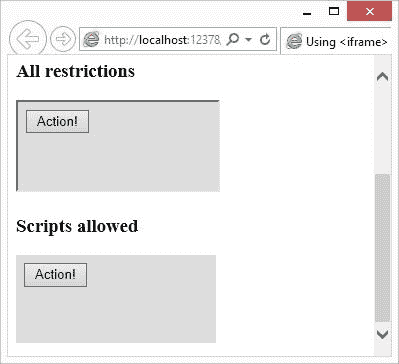 http://localhost:12378
Using <iframe>
All restrictions
Action!
Scripts allowed
Action!